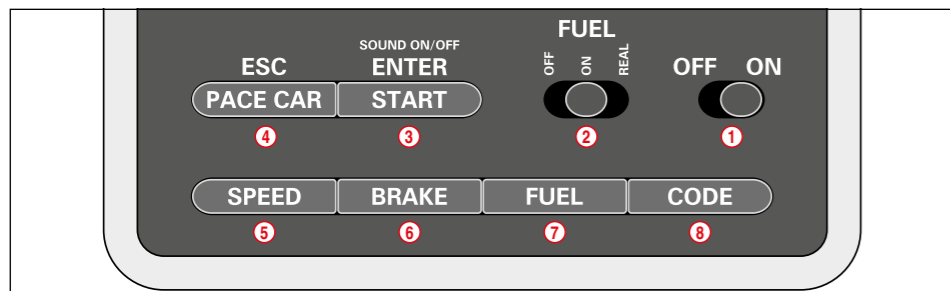 FUEL
SOUND ON/OFF
ESC ENTER OFF ON REAL OFF ON
PACE CAR START
4 3 2 1
SPEED BRAKE FUEL CODE
5 6 7 8